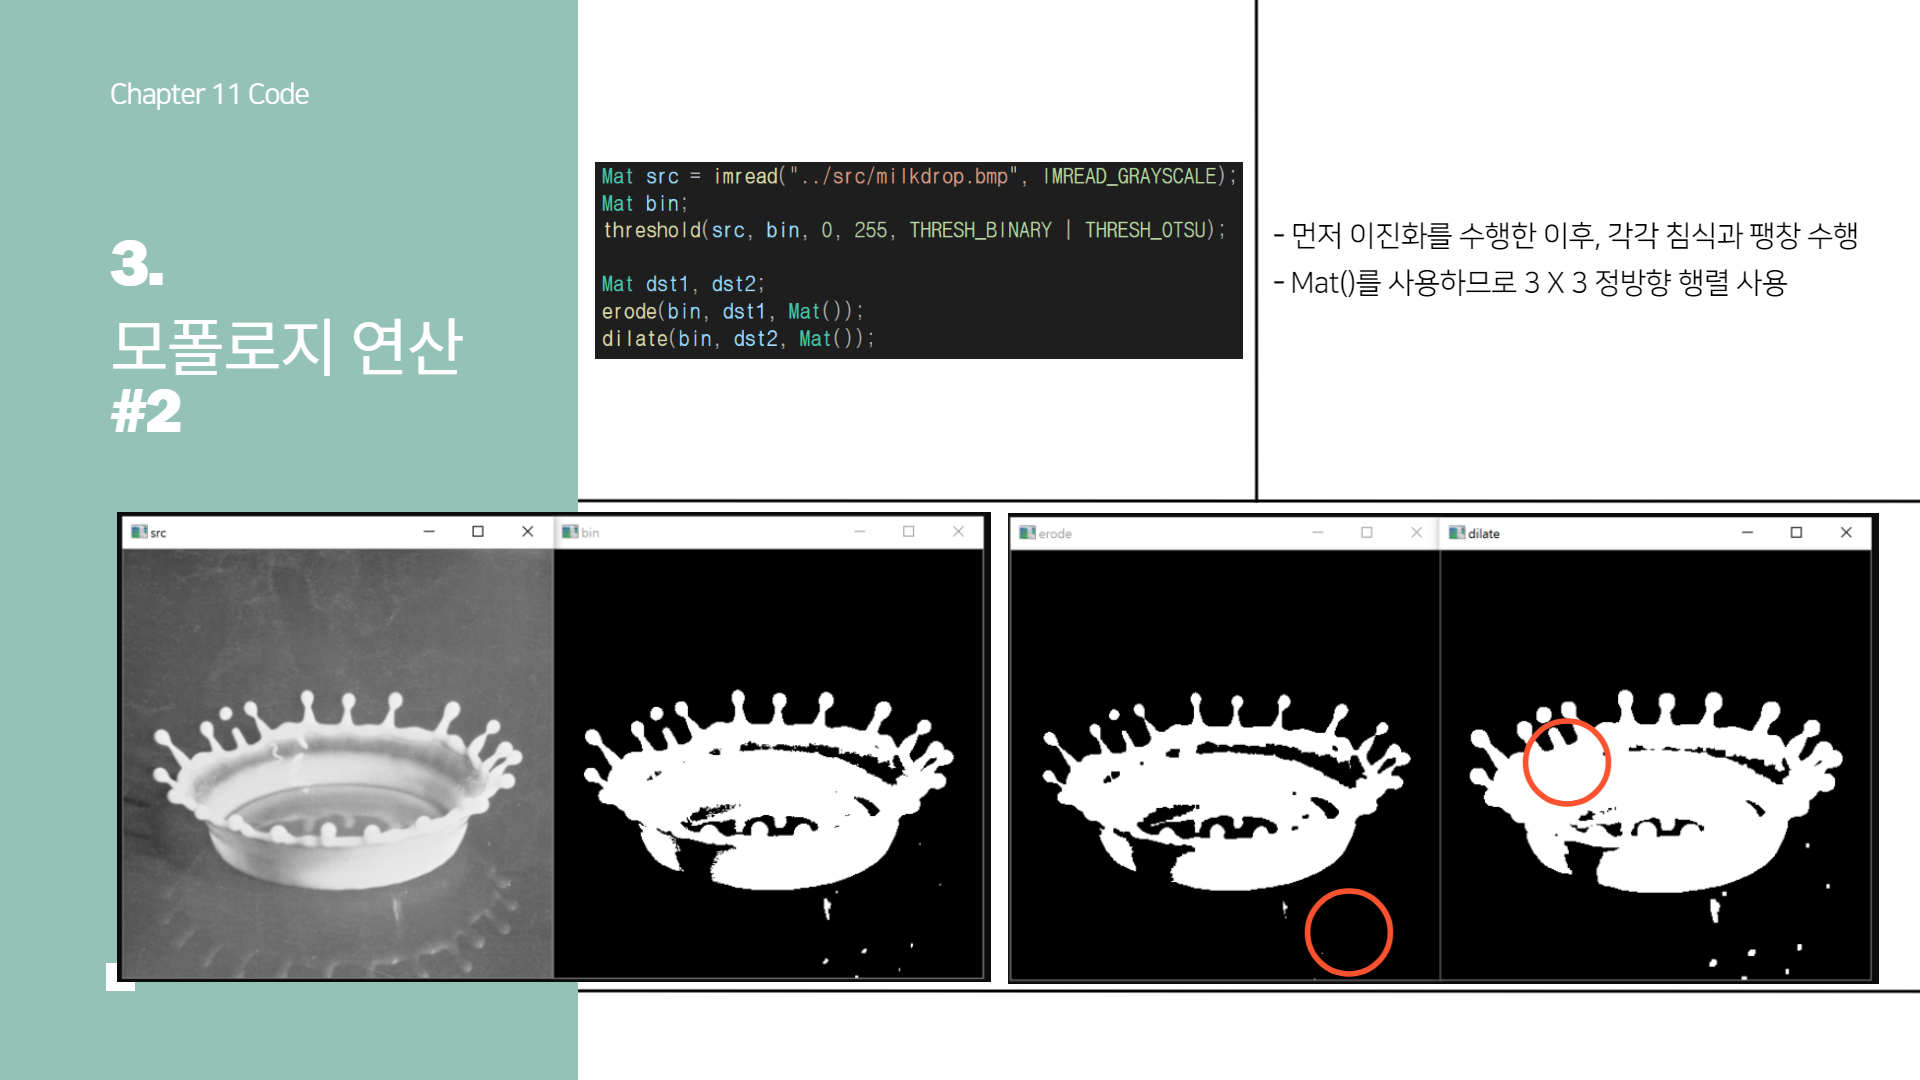 Chapter 11 Code
3.
모폴로지 연산
#2
Mat src = imread("../src/milkdrop.bmp", IMREAD_GRAYSCALE);
Mat bin;
threshold(src, bin, 0, 255, THRESH_BINARY | THRESH_OTSU);
Mat dst1, dst2;
erode(bin, dst1, Mat());
dilate(bin, dst2, Mat());
- 먼저 이진화를 수행한 이후, 각각 침식과 팽창 수행
- Mat()를 사용하므로 3 X 3 정방향 행렬 사용
src
bin
erode
dilate